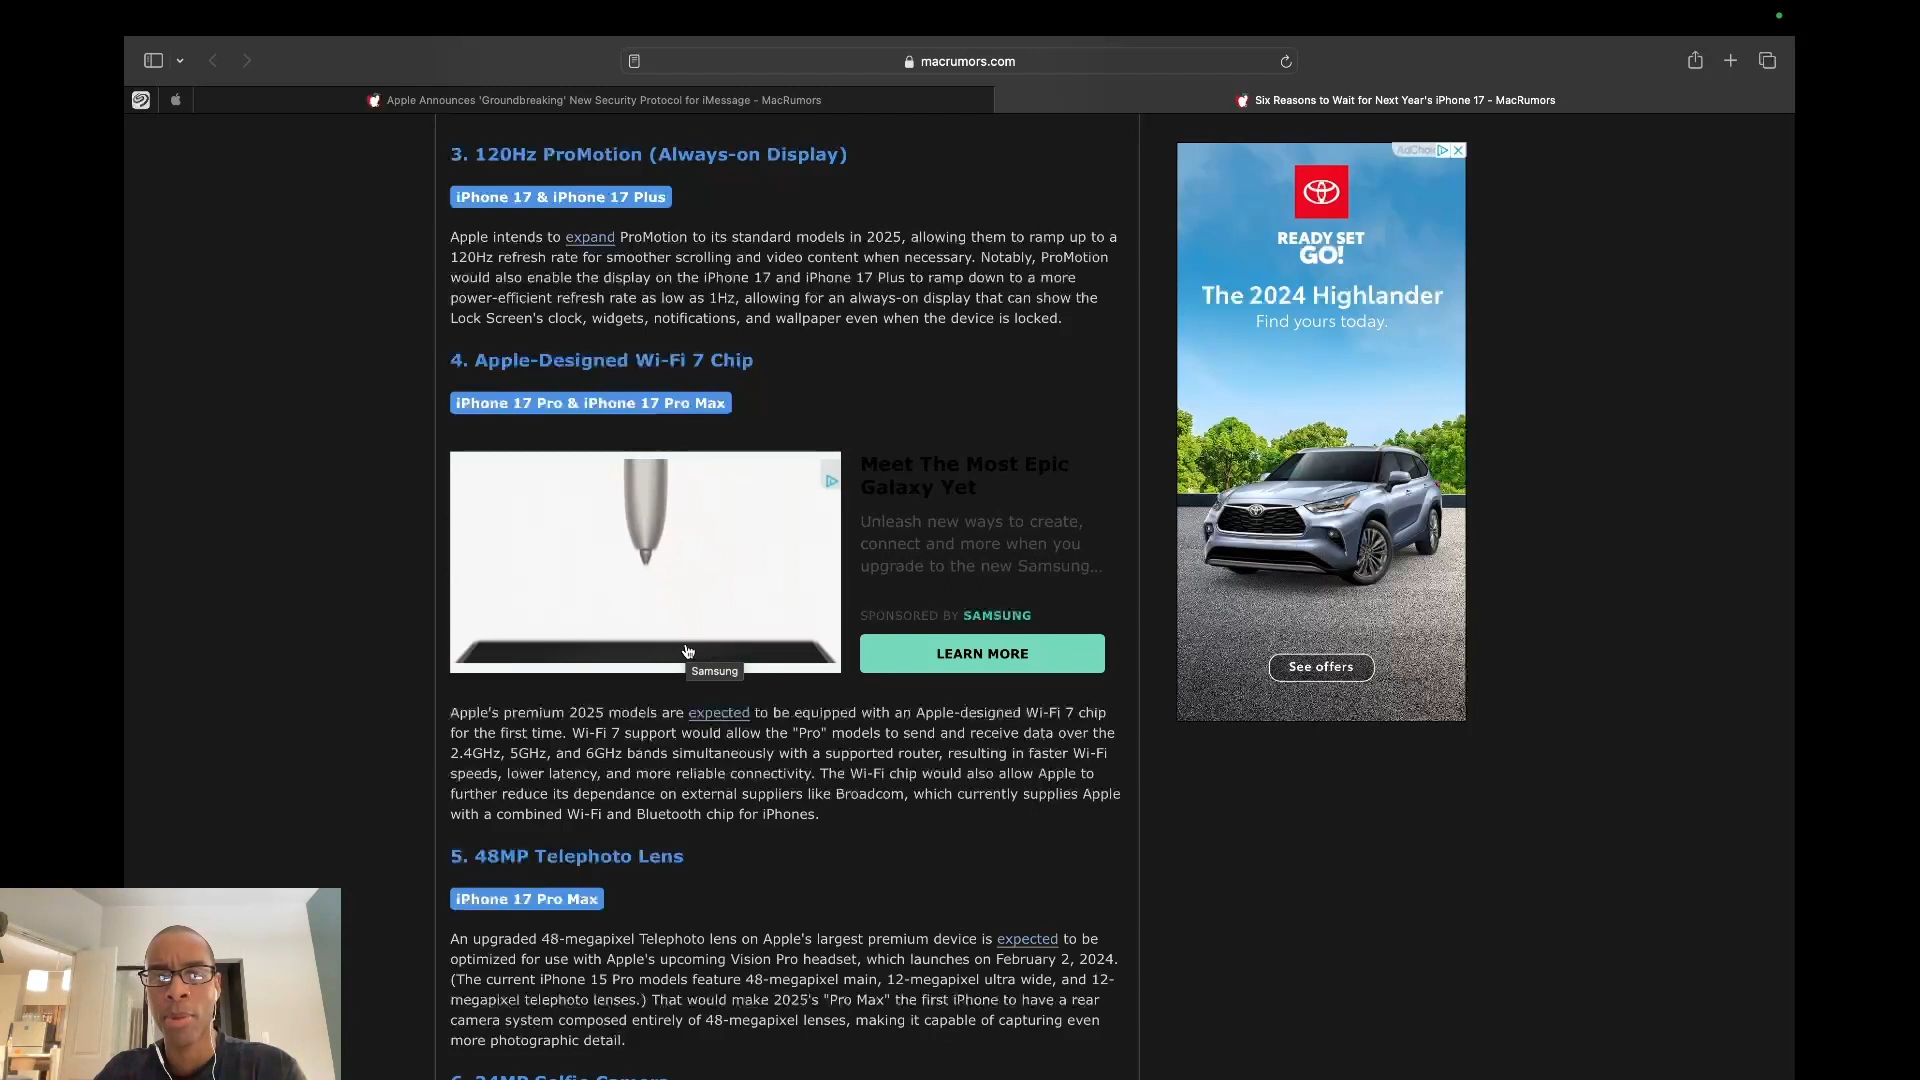 macrumors.com
Apple Announces 'Groundbreaking' New Security Protocol for iMessage - MacRumors
Six Reasons to Wait for Next Year's iPhone 17 - MacRumors
3. 120Hz ProMotion (Always-on Display)
iPhone 17 & iPhone 17 Plus
Apple intends to expand ProMotion to its standard models in 2025, allowing them to ramp up to a
120Hz refresh rate for smoother scrolling and video content when necessary. Notably, ProMotion
would also enable the display on the iPhone 17 and iPhone 17 Plus to ramp down to a more
power-efficient refresh rate as low as 1Hz, allowing for an always-on display that can show the
Lock Screen's clock, widgets, notifications, and wallpaper even when the device is locked.
4. Apple-Designed Wi-Fi 7 Chip
iPhone 17 Pro & iPhone 17 Pro Max
Meet The Most Epic
Galaxy Yet
Unleash new ways to create,
connect and more when you
upgrade to the new Samsung...
SPONSORED BY SAMSUNG
LEARN MORE
Samsung
Apple's premium 2025 models are expected to be equipped with an Apple-designed Wi-Fi 7 chip
for the first time. Wi-Fi 7 support would allow the "Pro" models to send and receive data over the
2.4GHz, 5GHz, and 6GHz bands simultaneously with a supported router, resulting in faster Wi-Fi
speeds, lower latency, and more reliable connectivity. The Wi-Fi chip would also allow Apple to
further reduce its dependance on external suppliers like Broadcom, which currently supplies Apple
with a combined Wi-Fi and Bluetooth chip for iPhones.
5. 48MP Telephoto Lens
iPhone 17 Pro Max
An upgraded 48-megapixel Telephoto lens on Apple's largest premium device is expected to be
optimized for use with Apple's upcoming Vision Pro headset, which launches on February 2, 2024.
(The current iPhone 15 Pro models feature 48-megapixel main, 12-megapixel ultra wide, and 12-
megapixel telephoto lenses.) That would make 2025's "Pro Max" the first iPhone to have a rear
camera system composed entirely of 48-megapixel lenses, making it capable of capturing even
more photographic detail.
6. 24MP Selfie Camera
READY SET
GO!
The 2024 Highlander
Find yours today.
See offers